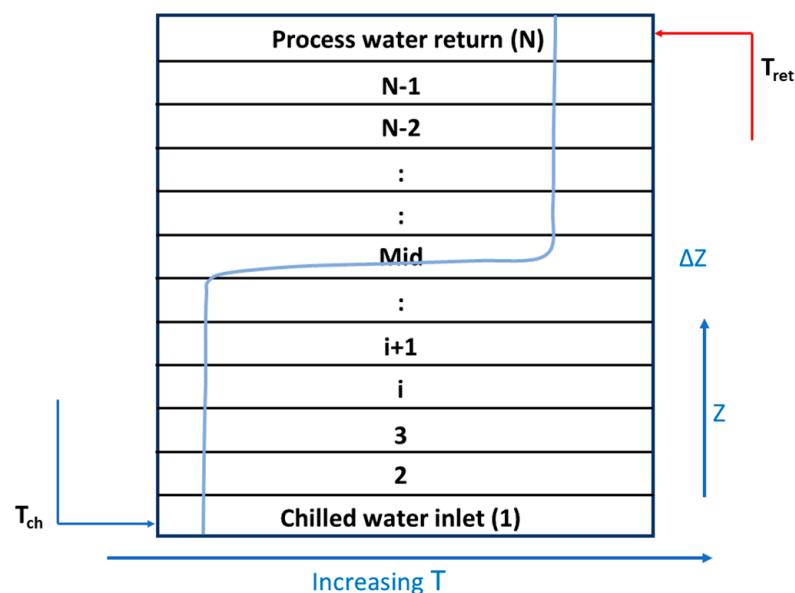 Process water return (N)
T_ret
N-1
N-2
:
:
Mid
ΔZ
:
i+1
i
Z
3
2
T_ch
Chilled water inlet (1)
Increasing T